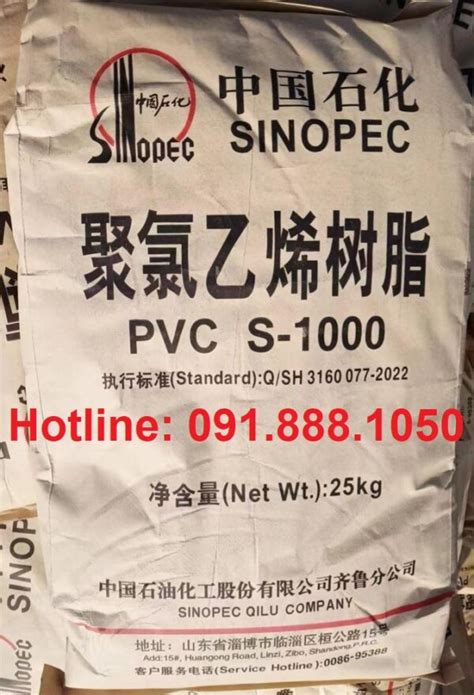 中国石化
SINOPEC
中国石化
SINOPEC
聚氯乙烯树脂
PVC S-1000
执行标准(Standard):Q/SH 3160 077-2022
Hotline: 091.888.1050
净含量(Net Wt.):25kg
中国石油化工股份有限公司齐鲁分公司
SINOPEC QILU COMPANY
地址: 山东省淄博市临淄区桓公路15号
Add:15#, Huangong Road, Linzi, Zibo, Shandong,P.R.C.
客户服务电话(Service Hotline):0086-95388